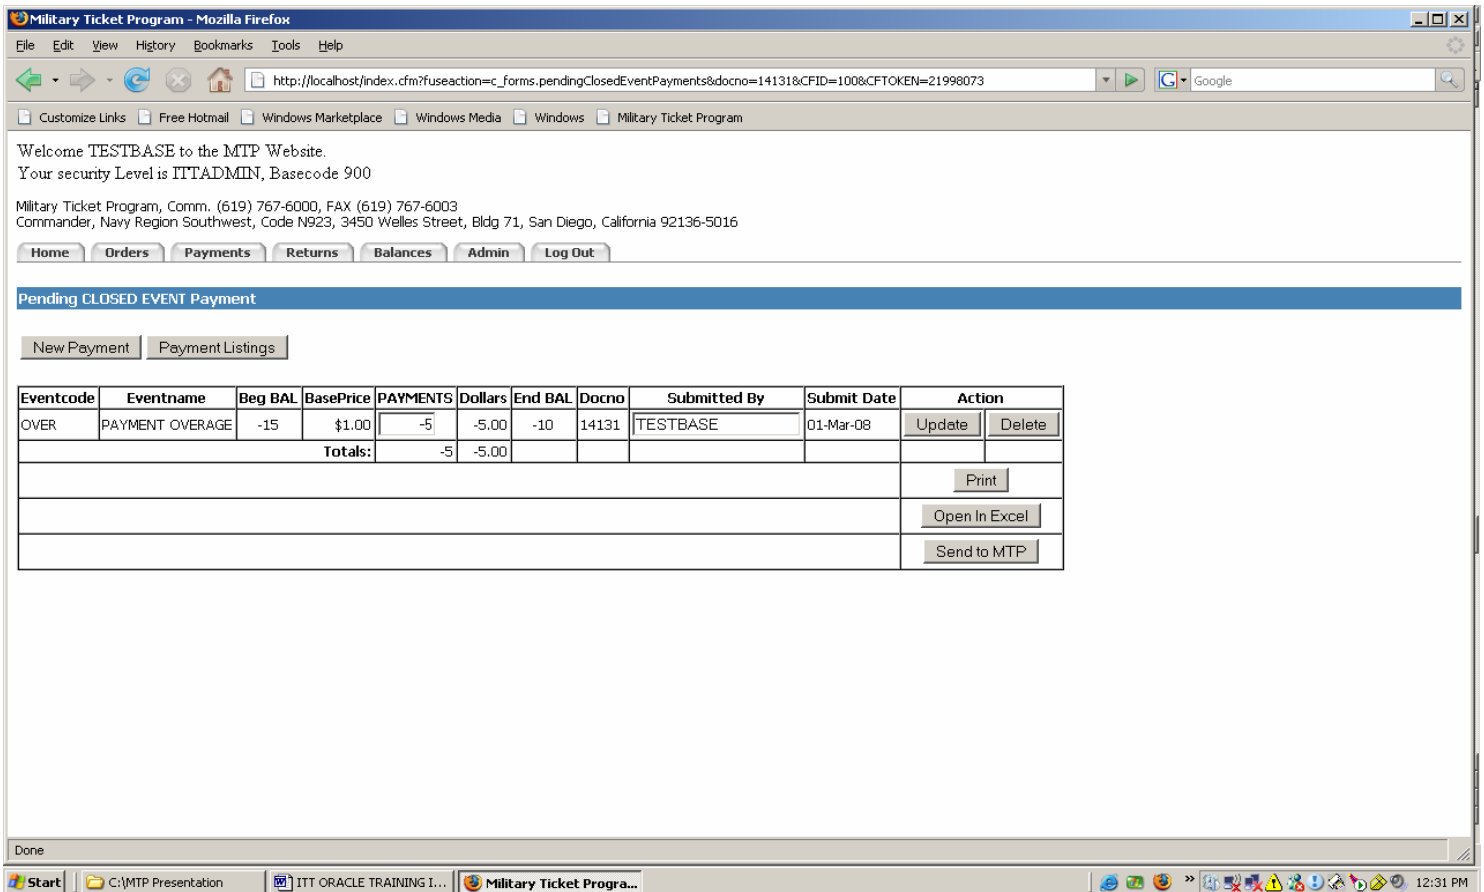 Military Ticket Program - Mozilla Firefox
File Edit View History Bookmarks Tools Help
http://localhost/index.cfm?fuseaction=c_forms.pendingClosedEventPayments&docno=14131&CFID=100&CFTOKEN=21998073 G Google
Customize Links Free Hotmail Windows Marketplace Windows Media Windows Military Ticket Program
Welcome TESTBASE to the MTP Website.
Your security Level is ITTADMIN, Basecode 900
Military Ticket Program, Comm. (619) 767-6000, FAX (619) 767-6003
Commander, Navy Region Southwest, Code N923, 3450 Welles Street, Bldg 71, San Diego, California 92136-5016
Home Orders Payments Returns Balances Admin Log Out
Pending CLOSED EVENT Payment
New Payment Payment Listings
Eventcode Eventname Beg BAL BasePrice PAYMENTS Dollars End BAL Docno Submitted By Submit Date Action
OVER PAYMENT OVERAGE -15 $1.00 -5 -5.00 -10 14131 TESTBASE 01-Mar-08 Update Delete
Totals: -5 -5.00
Print
Open In Excel
Send to MTP
Done
Start C:\MTP Presentation ITT ORACLE TRAINING I... Military Ticket Progra... 12:31 PM